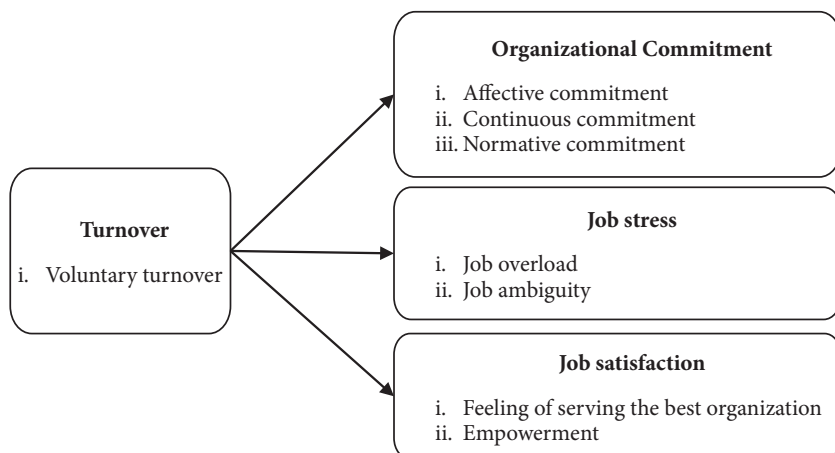 Organizational Commitment
i. Affective commitment
ii. Continuous commitment
iii. Normative commitment
Turnover
i. Voluntary turnover
Job stress
i. Job overload
ii. Job ambiguity
Job satisfaction
i. Feeling of serving the best organization
ii. Empowerment